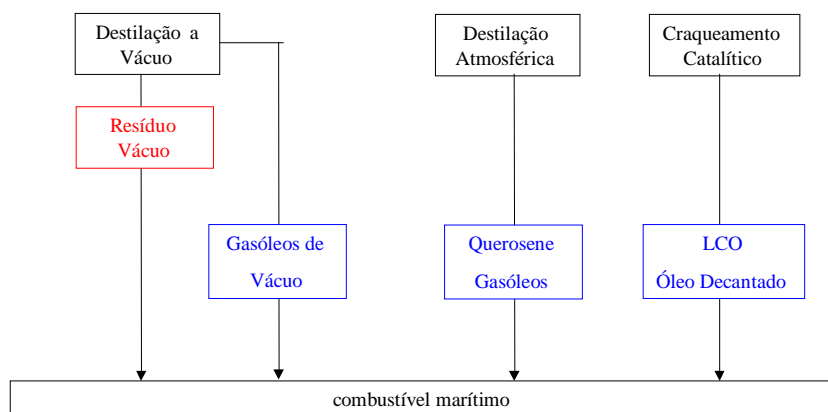 Destilação a
Vácuo
Destilação
Atmosférica
Craqueamento
Catalítico
Resíduo
Vácuo
Gasóleos de
Vácuo
Querosene
Gasóleos
LCO
Óleo Decantado
combustível marítimo